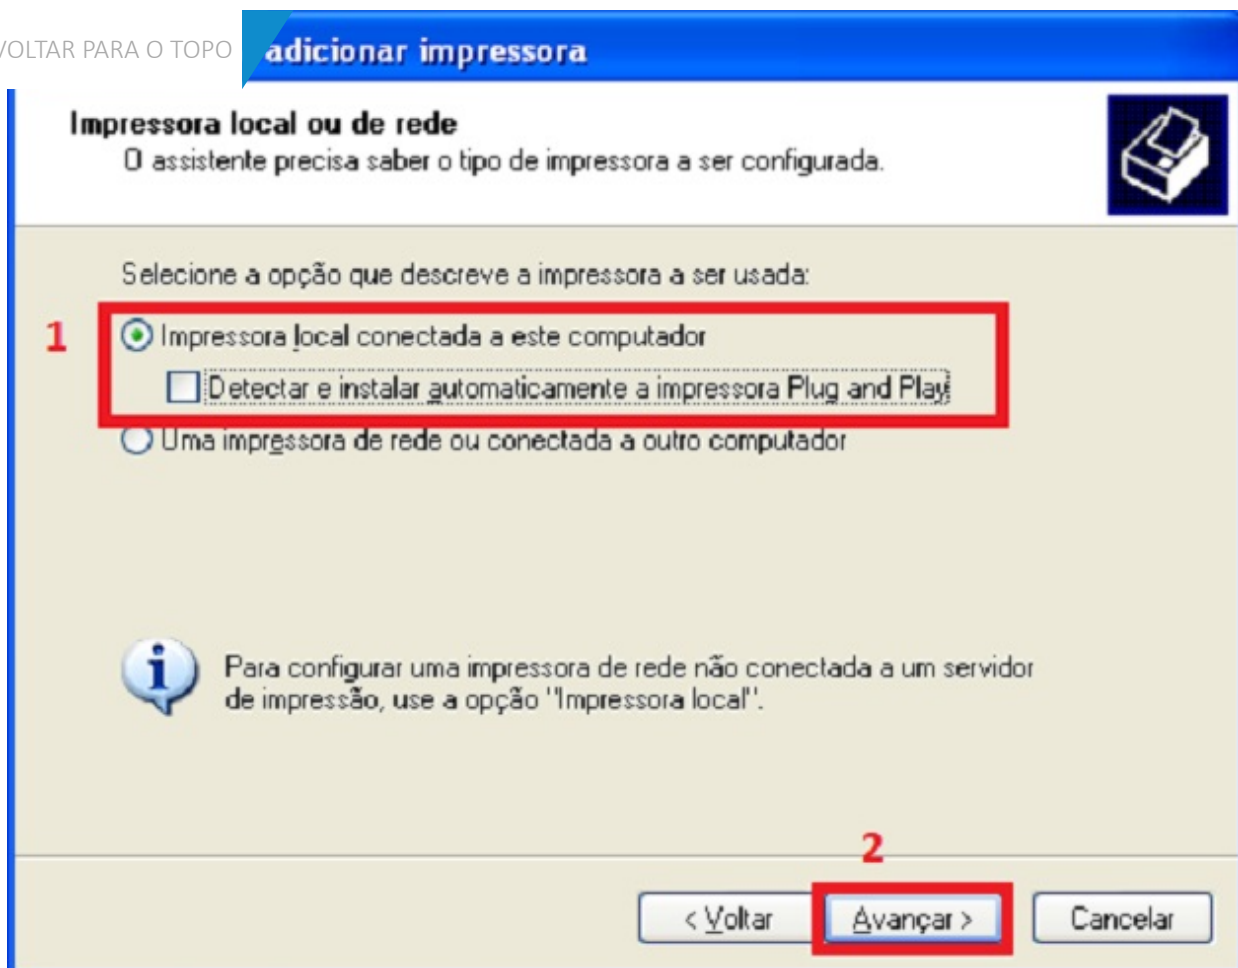 VOLTAR PARA O TOPO
adicionar impressora
Impressora local ou de rede
O assistente precisa saber o tipo de impressora a ser configurada.
Selecione a opção que descreve a impressora a ser usada:
1
Impressora local conectada a este computador
Detectar e instalar automaticamente a impressora Plug and Play
Uma impressora de rede ou conectada a outro computador
Para configurar uma impressora de rede não conectada a um servidor
de impressão, use a opção "Impressora local".
2
< Voltar
Avançar >
Cancelar